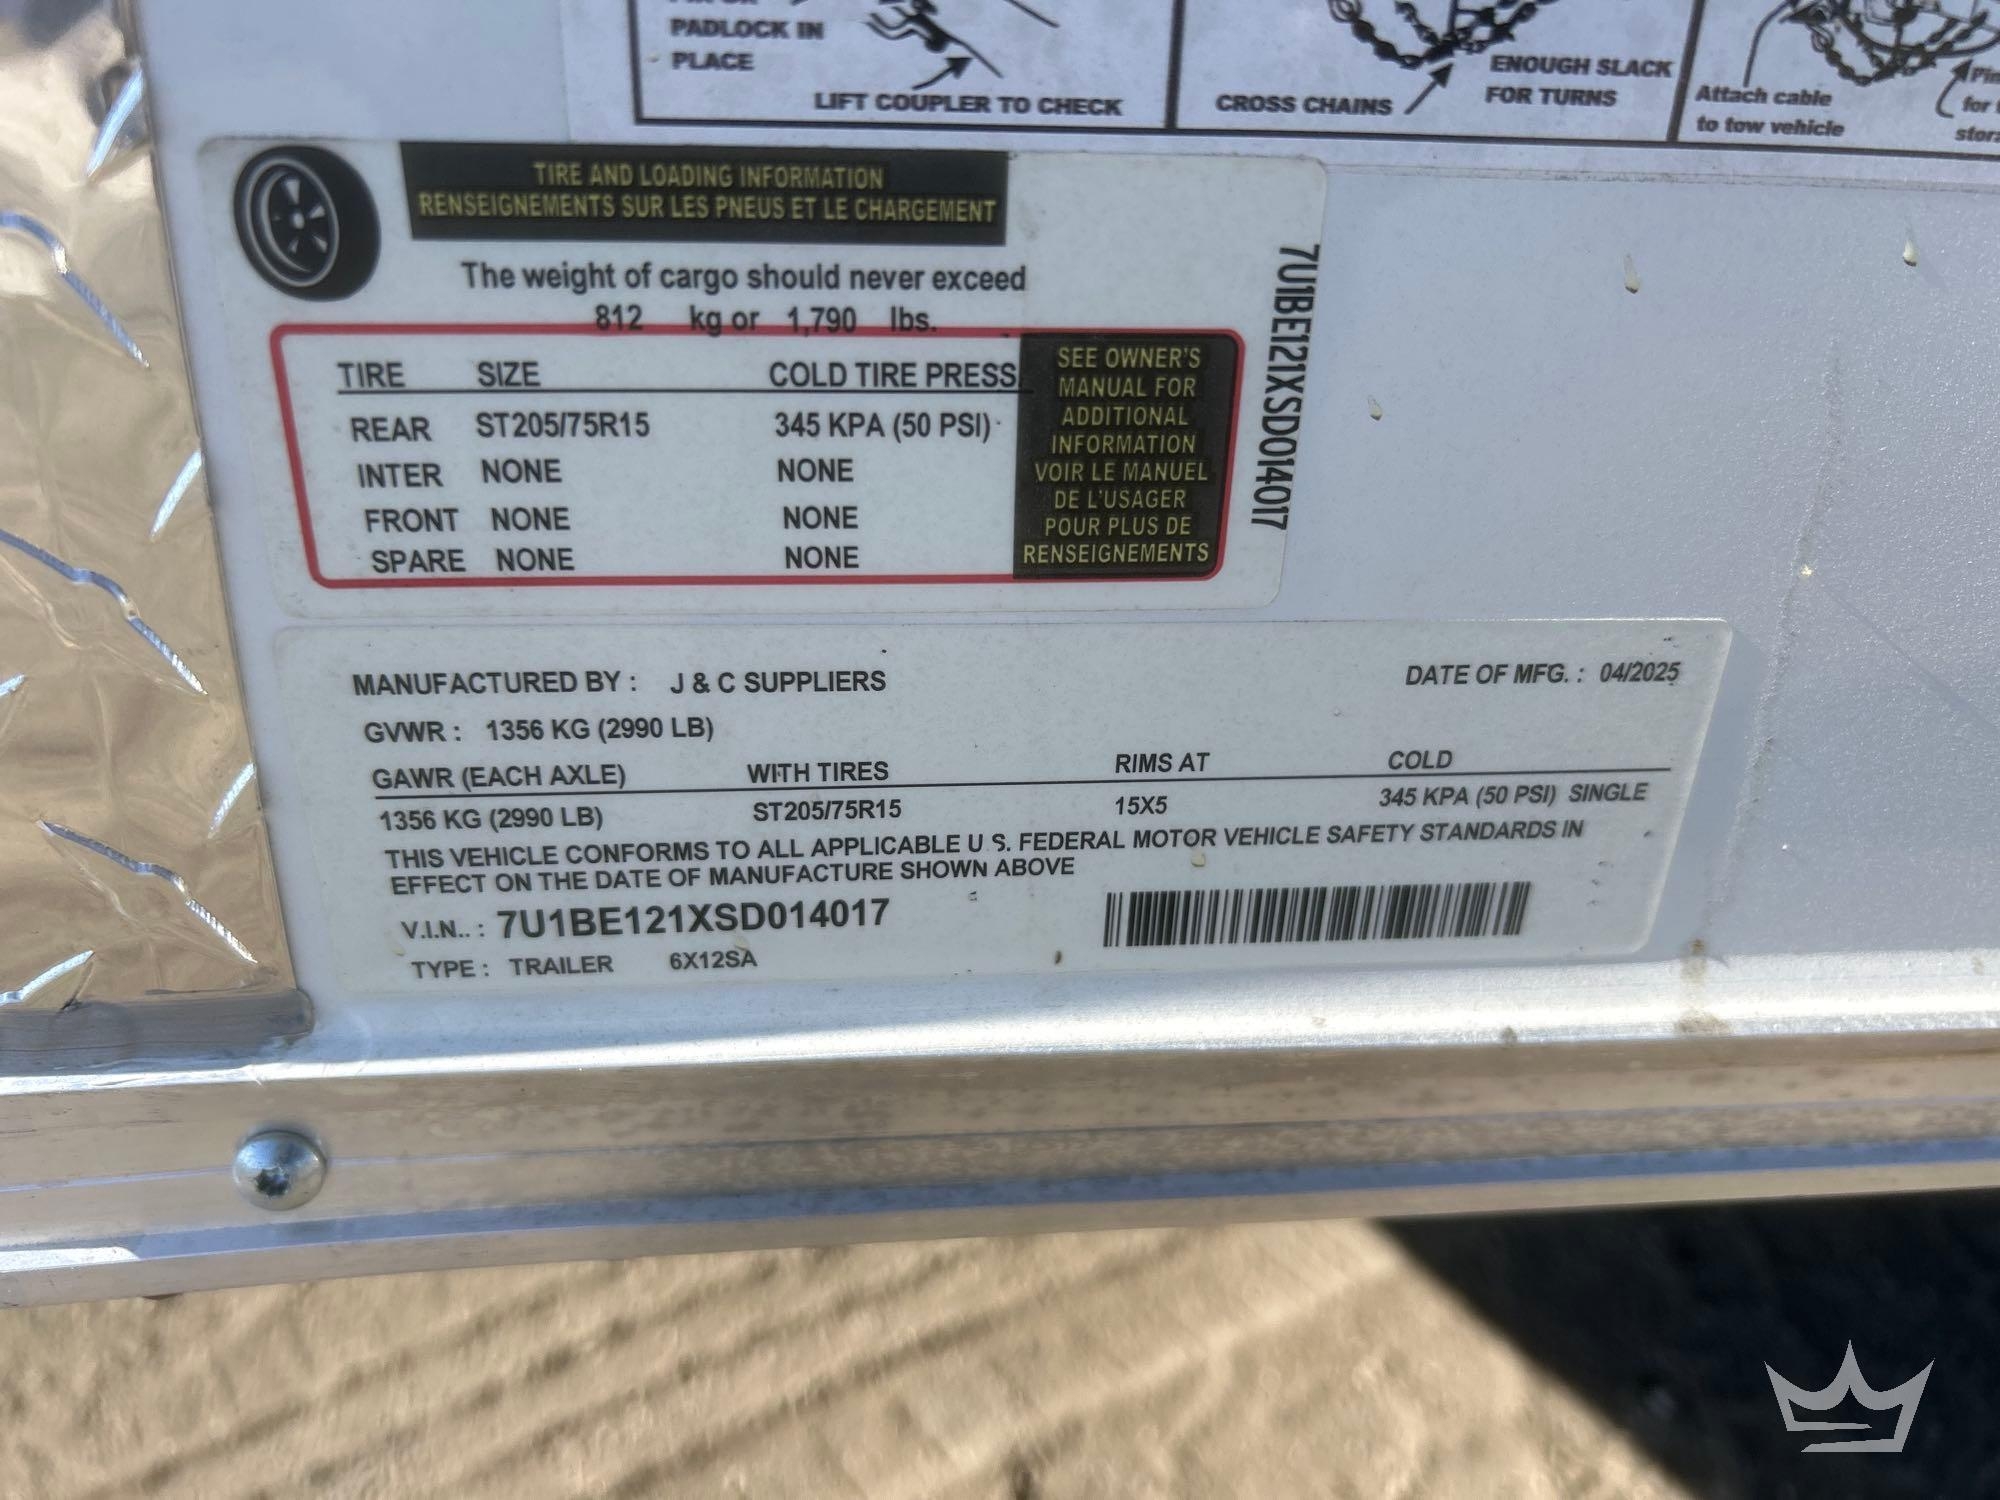 PADLOCK IN
PLACE
LIFT COUPLER TO CHECK
CROSS CHAINS
ENOUGH SLACK
FOR TURNS
Attach cable
to tow vehicle
for
TIRE AND LOADING INFORMATION
RENSEIGNEMENTS SUR LES PNEUS ET LE CHARGEMENT
The weight of cargo should never exceed
812 kg or 1,790 lbs.
TIRE SIZE COLD TIRE PRESS
REAR ST205/75R15 345 KPA (50 PSI)
INTER NONE NONE
FRONT NONE NONE
SPARE NONE NONE
SEE OWNER'S
MANUAL FOR
ADDITIONAL
INFORMATION
VOIR LE MANUEL
DE L'USAGER
POUR PLUS DE
RENSEIGNEMENTS
7U1BE121XSD014017
MANUFACTURED BY : J & C SUPPLIERS DATE OF MFG. : 04/2025
GVWR : 1356 KG (2990 LB)
GAWR (EACH AXLE) WITH TIRES RIMS AT COLD
1356 KG (2990 LB) ST205/75R15 15X5 345 KPA (50 PSI) SINGLE
THIS VEHICLE CONFORMS TO ALL APPLICABLE U.S. FEDERAL MOTOR VEHICLE SAFETY STANDARDS IN
EFFECT ON THE DATE OF MANUFACTURE SHOWN ABOVE
V.I.N.. : 7U1BE121XSD014017
TYPE : TRAILER 6X12SA